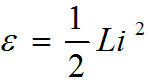 ε = 1/2 Li²